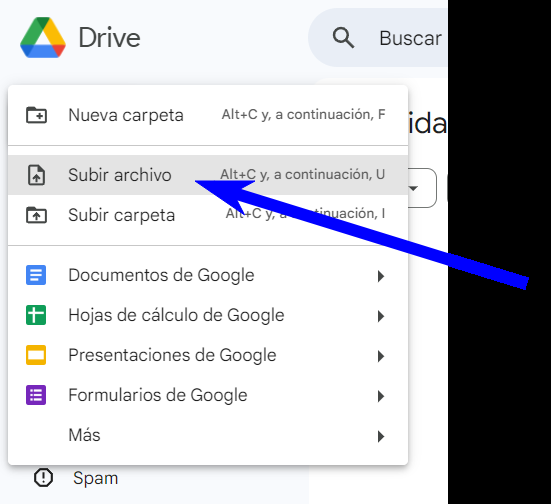 Drive
Buscar
Nueva carpeta Alt+C y, a continuación, F
ida
Subir archivo Alt+C y, a continuación, U
Subir carpeta Alt+C y, a continuación, I
Documentos de Google
Hojas de cálculo de Google
Presentaciones de Google
Formularios de Google
Más
Spam